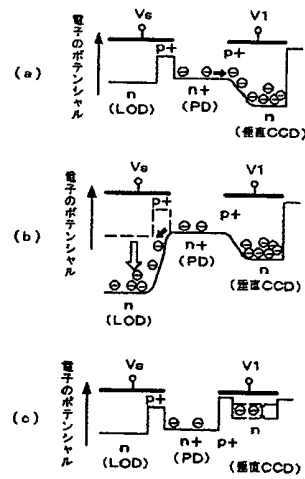 (a)
電子のポテンシャル
Vs
V1
p+
p+
n
(LOD)
n+
(PD)
n
(垂直CCD)
(b)
電子のポテンシャル
Vs
V1
p+
p+
n+
(PD)
n
(垂直CCD)
n
(LOD)
(c)
電子のポテンシャル
Vs
V1
p+
n
n
(LOD)
n+
(PD)
p+
(垂直CCD)